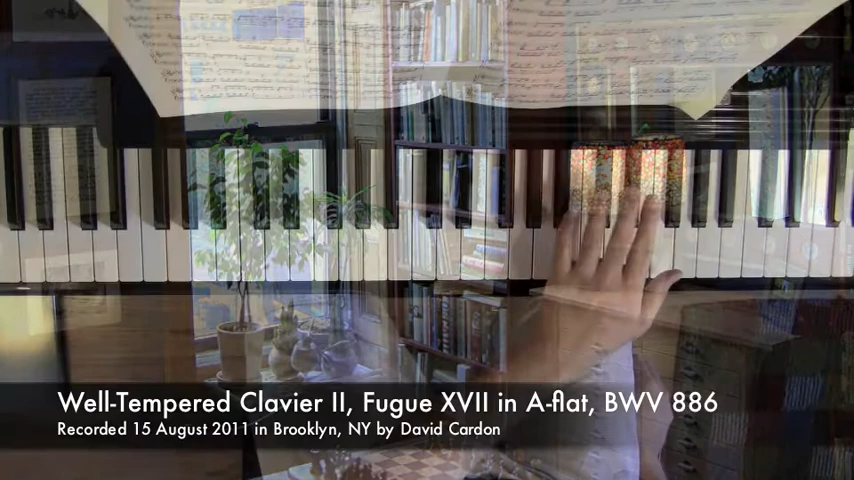 Well-Tempered Clavier II, Fugue XVII in A-flat, BWV 886
Recorded 15 August 2011 in Brooklyn, NY by David Cardon